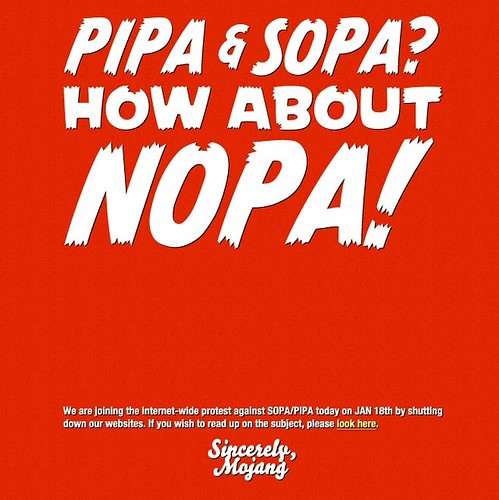 PIPA & SOPA?
HOW ABOUT
NOPA!
We are joining the internet-wide protest against SOPA/PIPA today on JAN 18th by shutting
down our websites. If you wish to read up on the subject, please look here.
Sincerely,
Mojang